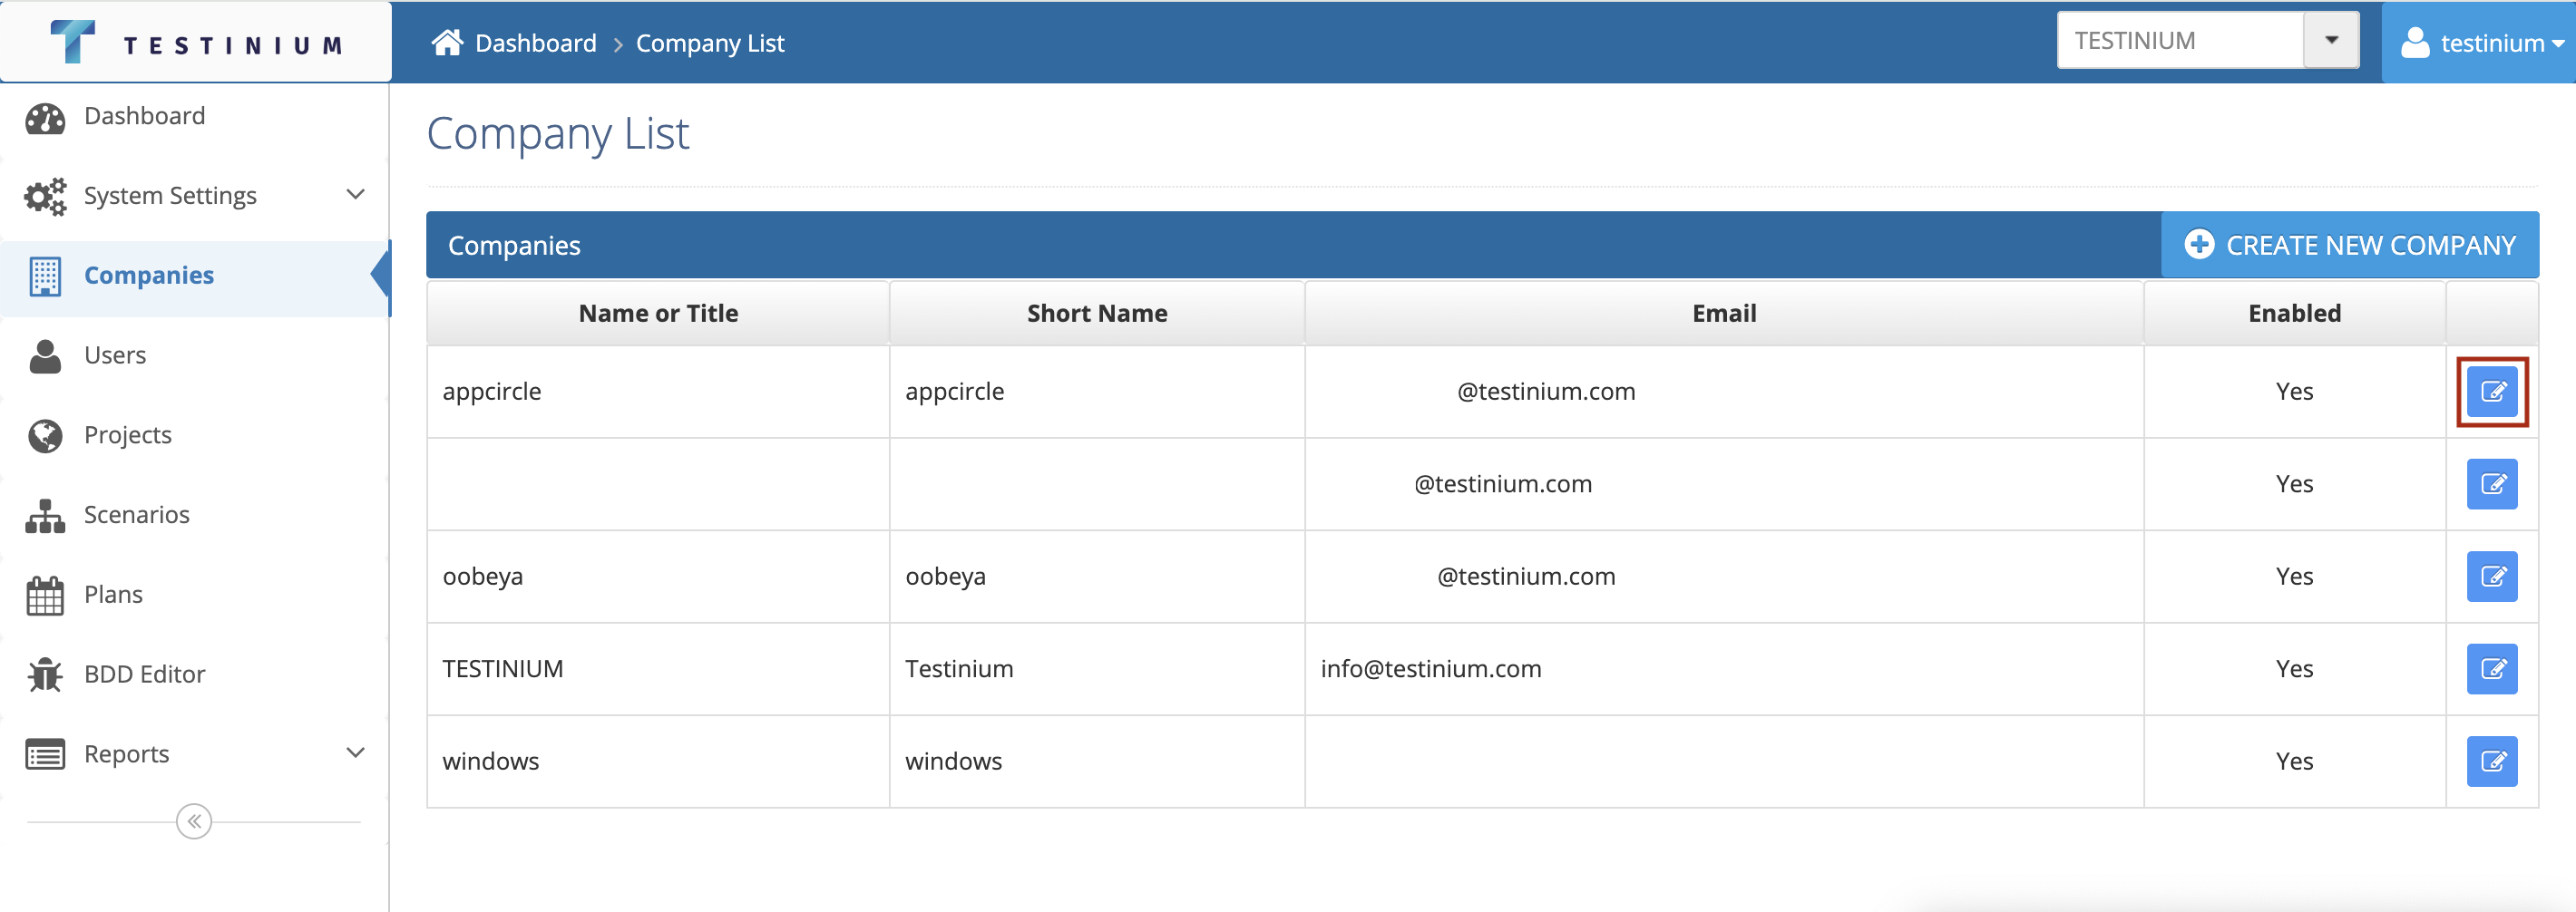 TESTINIUM
Dashboard > Company List
TESTINIUM
testinium
Dashboard
System Settings
Companies
Users
Projects
Scenarios
Plans
BDD Editor
Reports
Company List
Companies
CREATE NEW COMPANY
Name or Title Short Name Email Enabled
appcircle appcircle @testinium.com Yes
@testinium.com Yes
oobeya oobeya @testinium.com Yes
TESTINIUM Testinium info@testinium.com Yes
windows windows Yes